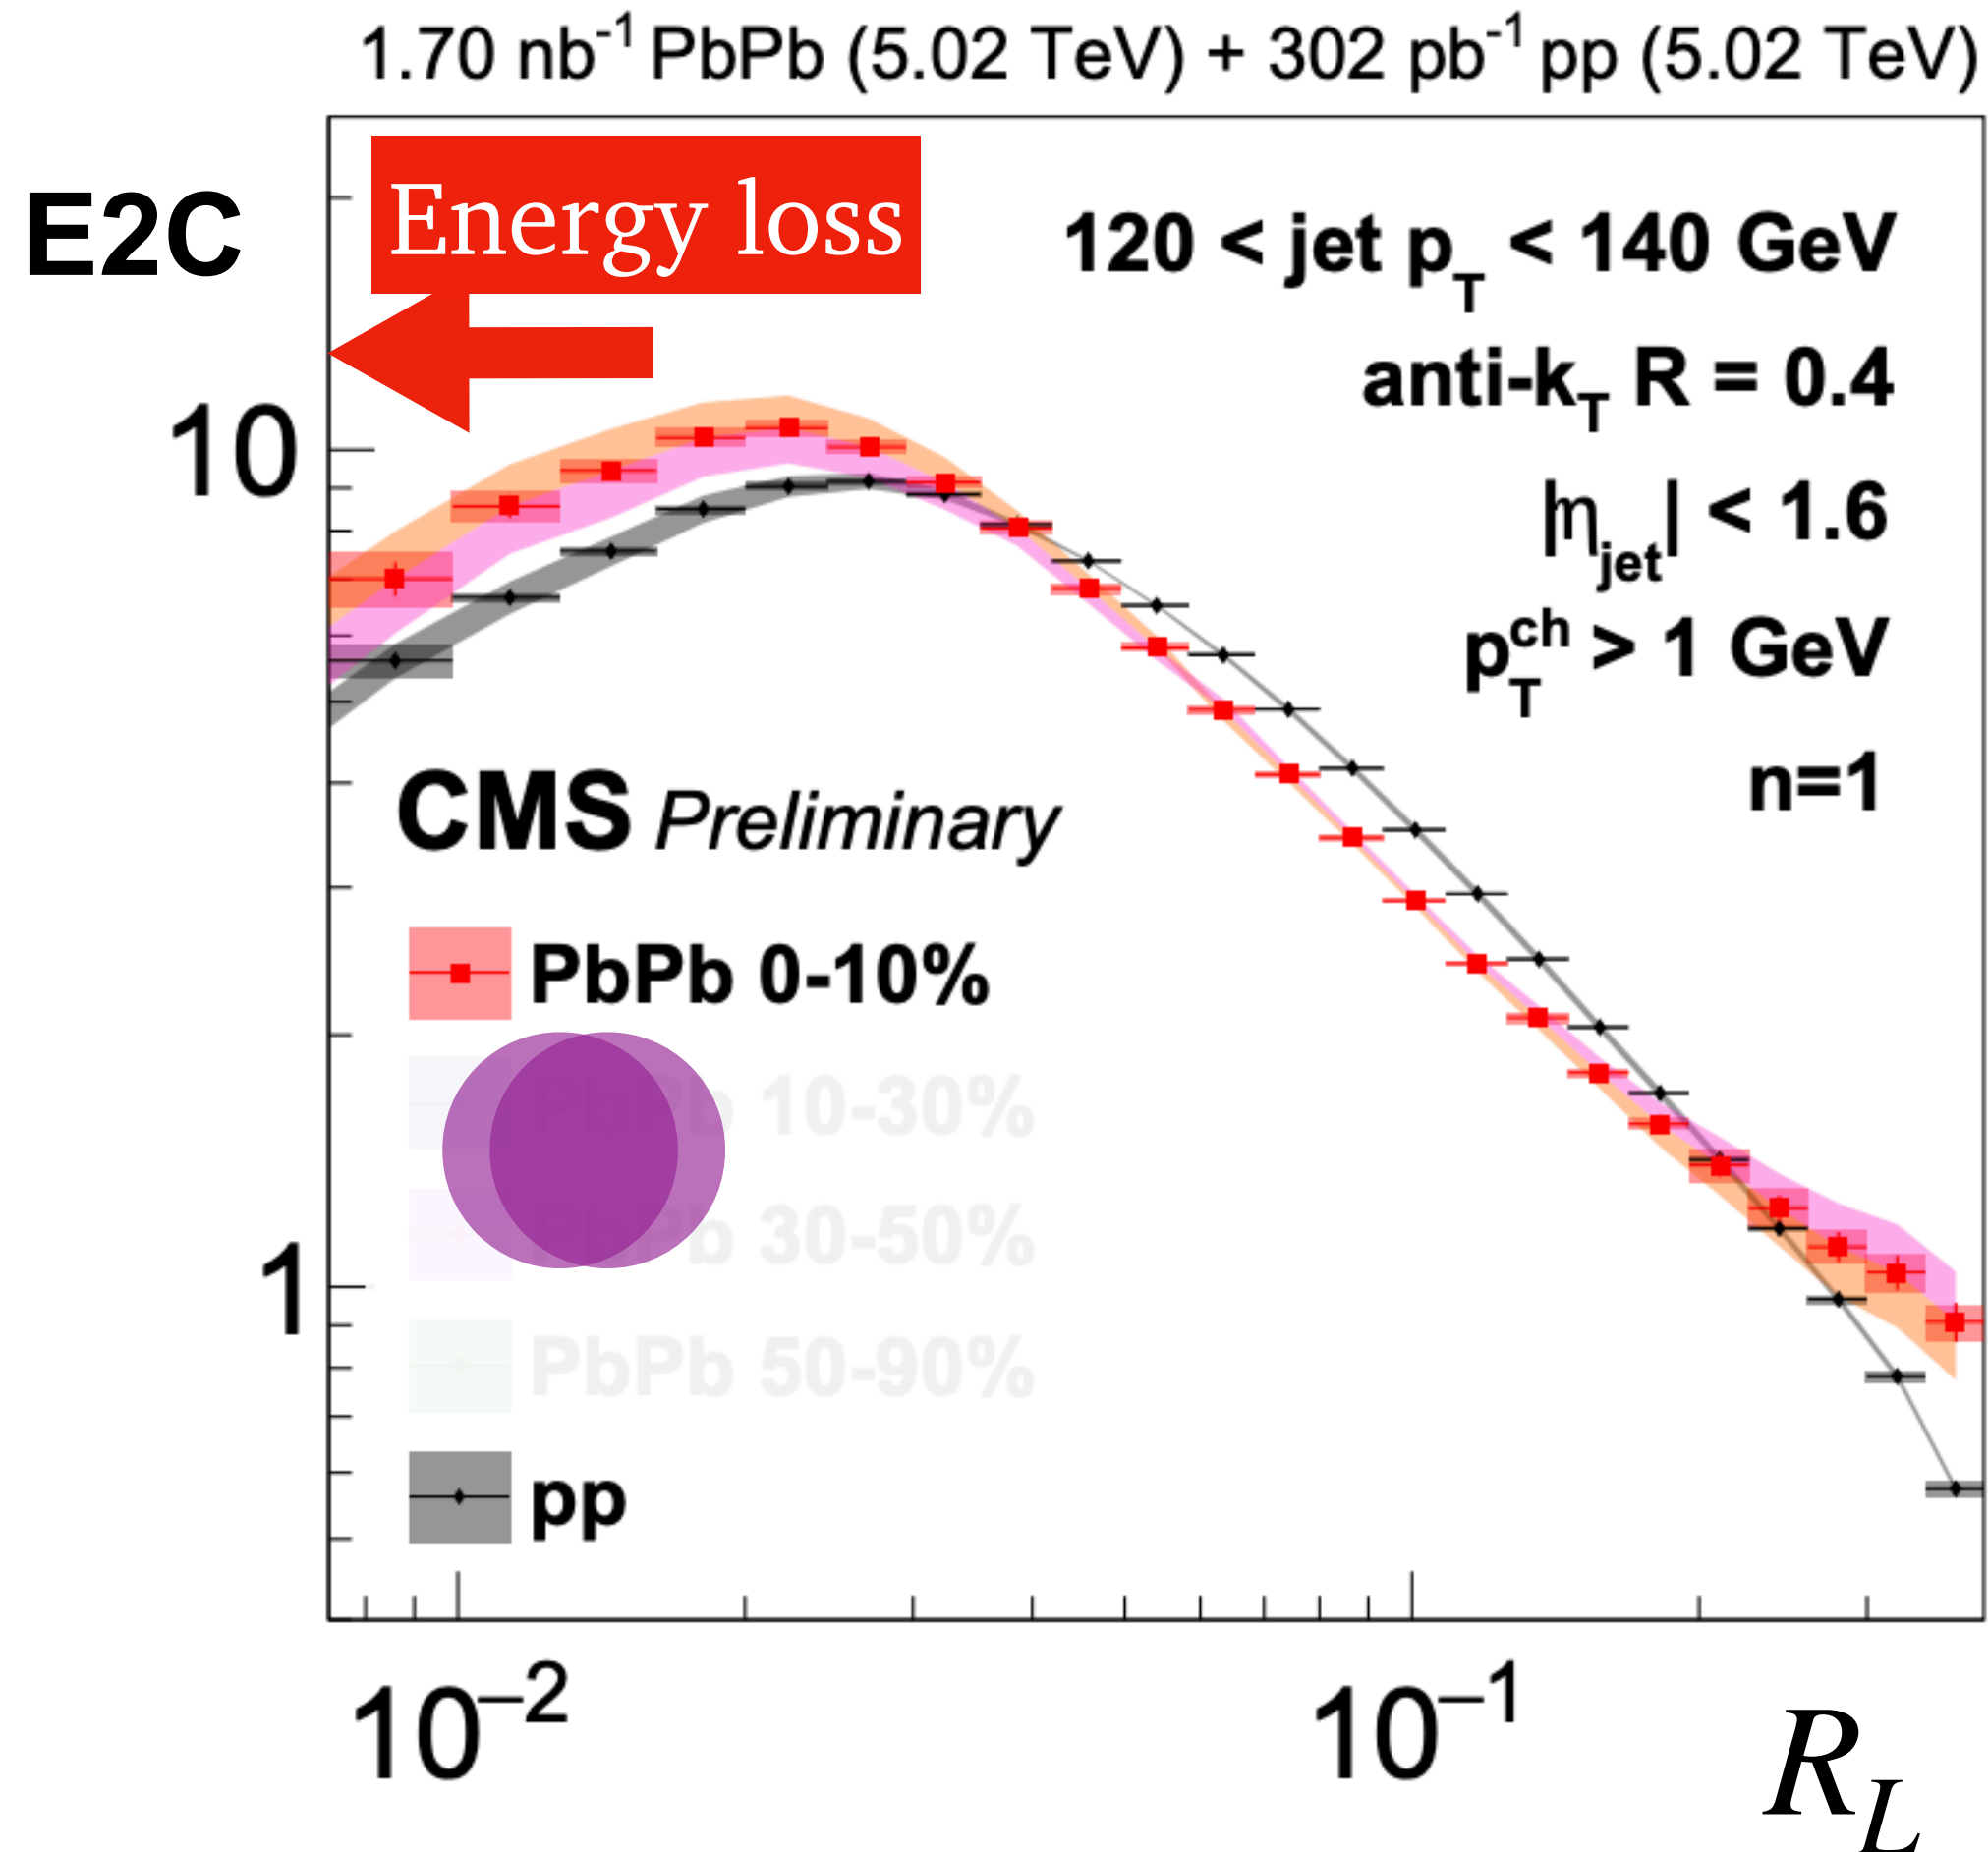 1.70 nb⁻¹ PbPb (5.02 TeV) + 302 pb⁻¹ pp (5.02 TeV)
E2C
Energy loss
120 < jet p_T < 140 GeV
anti-k_T R = 0.4
|η_jet| < 1.6
p_T^ch > 1 GeV
n=1
10
1
CMS Preliminary
PbPb 0-10%
PbPb 10-30%
PbPb 30-50%
PbPb 50-90%
pp
10⁻²
10⁻¹
R_L